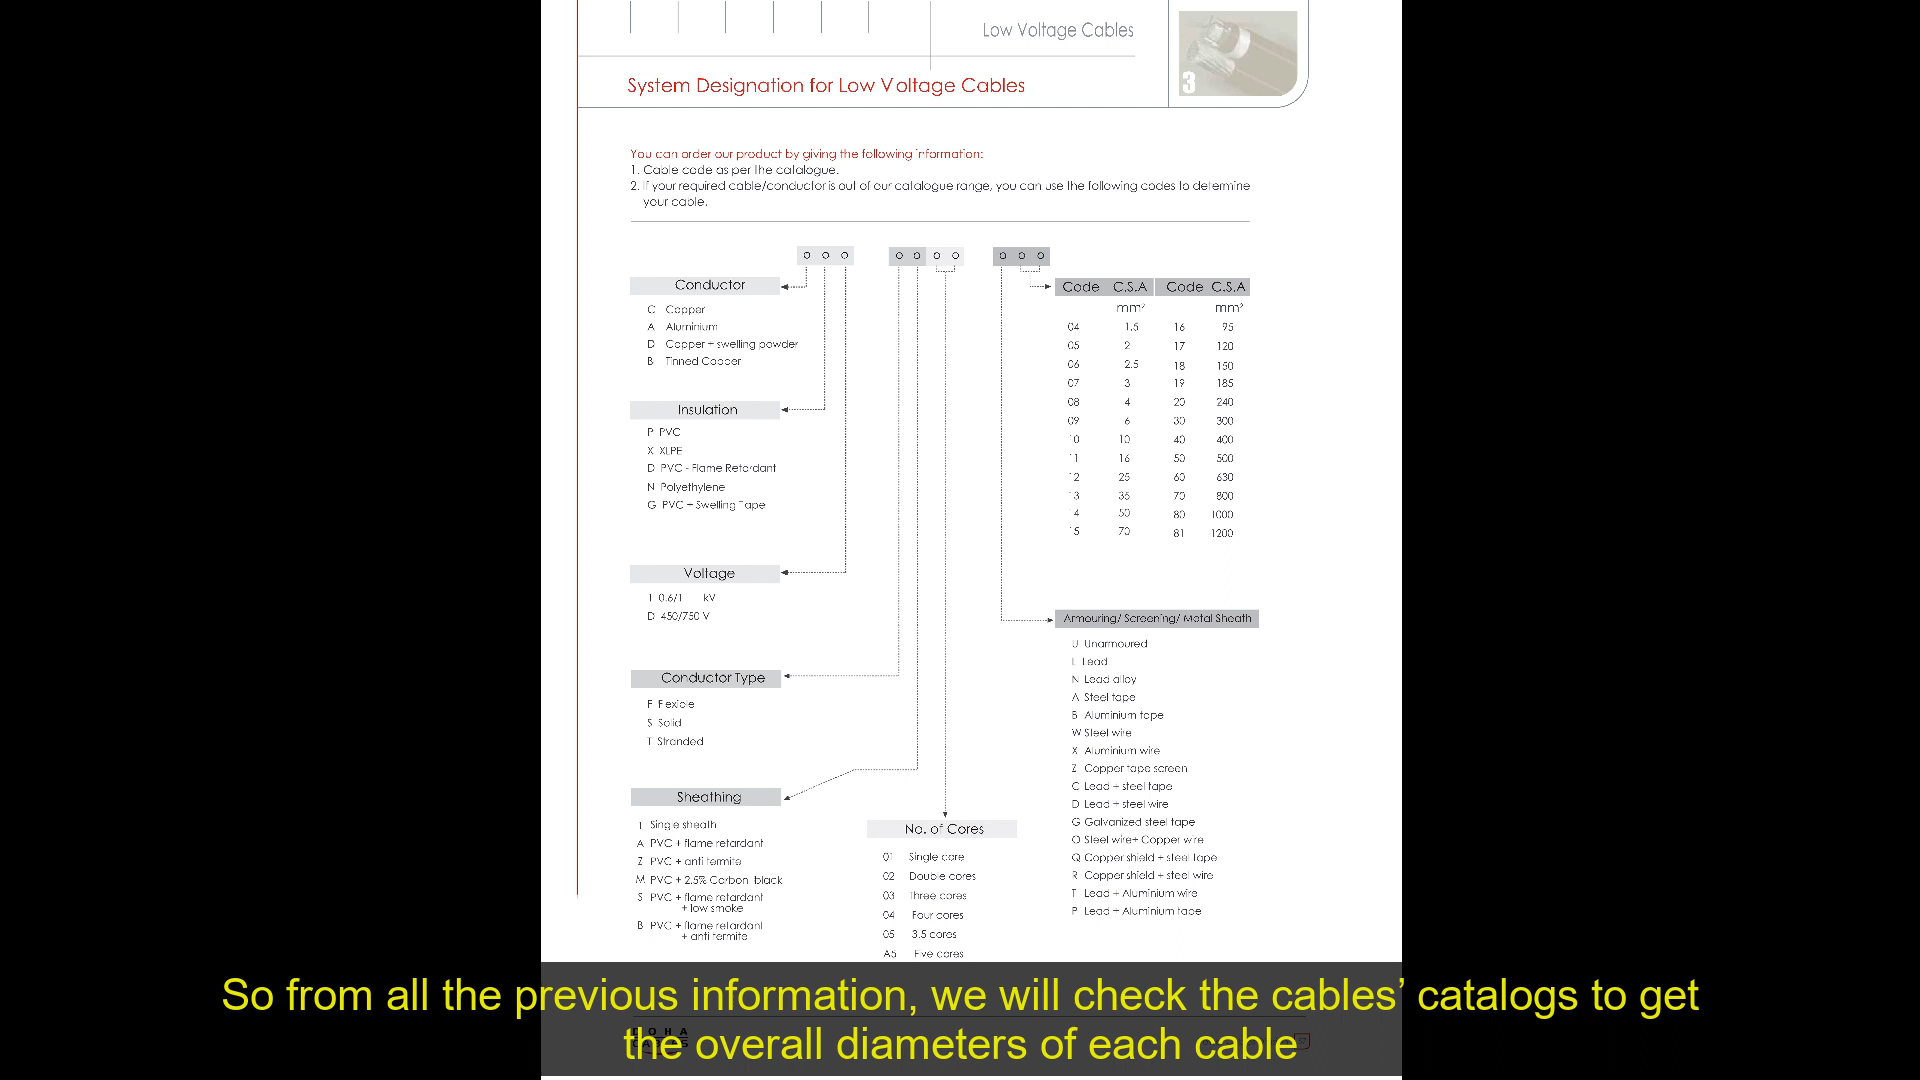 Low Voltage Cables
3
System Designation for Low Voltage Cables
You can order our product by giving the following information:
1. Cable code as per the catalogue.
2. If your required cable/conductor is out of our catalogue range, you can use the following codes to determine
your cable.
Conductor
C Copper
A Aluminium
D Copper + swelling powder
B Tinned Copper
Insulation
P PVC
X XLPE
D PVC - Flame Retardant
N Polyethylene
G PVC + Swelling Tape
Voltage
1 0.6/1 kV
D 450/750 V
Conductor Type
F Flexible
S Solid
T Stranded
Sheathing
1 Single sheath
A PVC + flame retardant
Z PVC + anti termite
M PVC + 2.5% Carbon black
S PVC + flame retardant
+ low smoke
B PVC + flame retardant
+ anti termite
No. of Cores
01 Single core
02 Double cores
03 Three cores
04 Four cores
05 3.5 cores
A5 Five cores
Code C.S.A Code C.S.A
mm² mm²
04 1.5 16 95
05 2 17 120
06 2.5 18 150
07 3 19 185
08 4 20 240
09 6 30 300
10 10 40 400
11 16 50 500
12 25 60 630
13 35 70 800
14 50 80 1000
15 70 81 1200
Armouring/ Screening/ Metal Sheath
U Unarmoured
L Lead
N Lead alloy
A Steel tape
B Aluminium tape
W Steel wire
X Aluminium wire
Z Copper tape screen
C Lead + steel tape
D Lead + steel wire
G Galvanized steel tape
O Steel wire+ Copper wire
Q Copper shield + steel tape
R Copper shield + steel wire
T Lead + Aluminium wire
P Lead + Aluminium tape
So from all the previous information, we will check the cables’ catalogs to get
the overall diameters of each cable